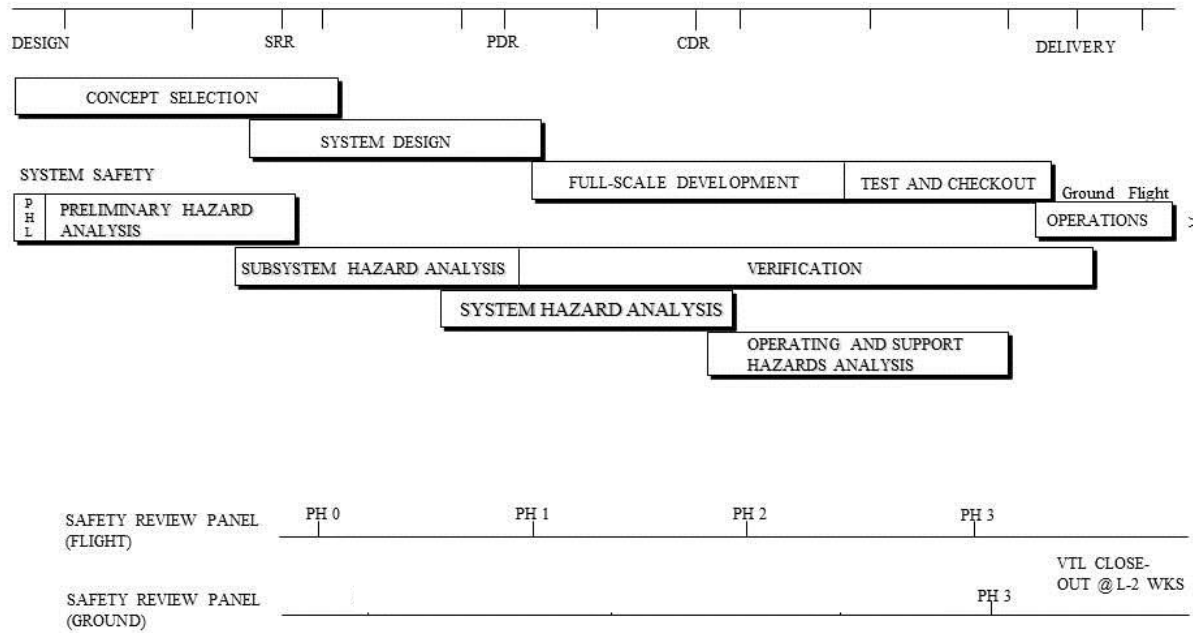 DESIGN SRR PDR CDR DELIVERY
CONCEPT SELECTION
SYSTEM DESIGN
SYSTEM SAFETY
FULL-SCALE DEVELOPMENT TEST AND CHECKOUT
Ground Flight
PHL
PRELIMINARY HAZARD
ANALYSIS
OPERATIONS
>
SUBSYSTEM HAZARD ANALYSIS VERIFICATION
SYSTEM HAZARD ANALYSIS
OPERATING AND SUPPORT
HAZARDS ANALYSIS
SAFETY REVIEW PANEL
(FLIGHT)
PH 0 PH 1 PH 2 PH 3
VTL CLOSE-
OUT @ L-2 WKS
SAFETY REVIEW PANEL
(GROUND)
PH 3